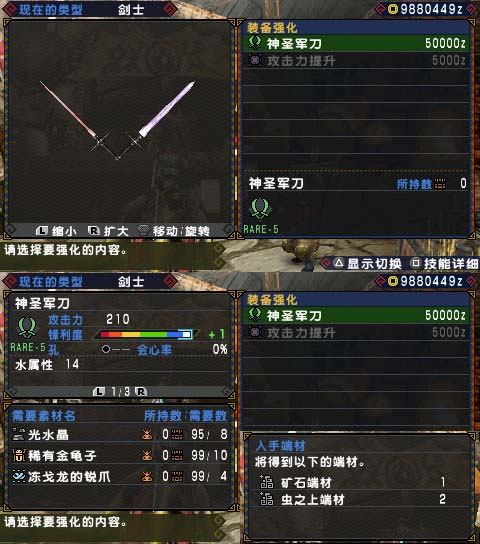 现在的类型 剑士
9880449z
装备强化
神圣军刀 50000z
攻击力提升 5000z
神圣军刀 所持数 0
RARE-5
L 缩小 R 扩大 移动/旋转
请选择要强化的内容。
△显示切换 □技能详细
现在的类型 剑士
9880449z
神圣军刀
攻击力 210
锋利度 +1
RARE-5
孔 ●-- 会心率 0%
水属性 14
L 1/3 R
装备强化
神圣军刀 50000z
攻击力提升 5000z
需要素材名 所持数/需要数
光水晶 0 95/ 8
稀有金龟子 0 99/10
冻戈龙的锐爪 0 99/ 4
入手端材
将得到以下的端材。
矿石端材 1
虫之上端材 2
请选择要强化的内容。